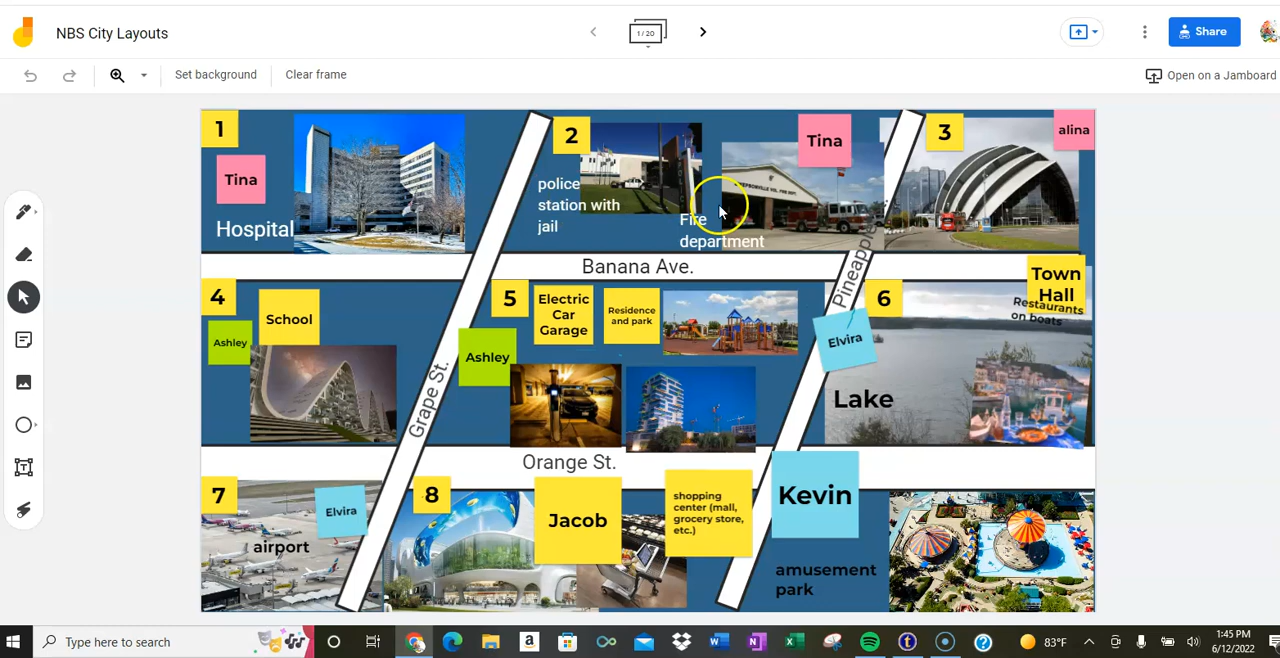 NBS City Layouts
1 / 20
Share
Set background
Clear frame
Open on a Jamboard
1
Tina
Hospital
2
police
station with
jail
Tina
Fire
department
3
alina
Banana Ave.
Pineapple
4
School
Ashley
Grape St.
5
Electric
Car
Garage
Residence
and park
Ashley
6
Town
Hall
Restaurants
on boats
Elvira
Lake
Orange St.
7
Elvira
airport
8
Jacob
shopping
center (mall,
grocery store,
etc.)
Kevin
amusement
park
Type here to search
83°F
1:45 PM
6/12/2022